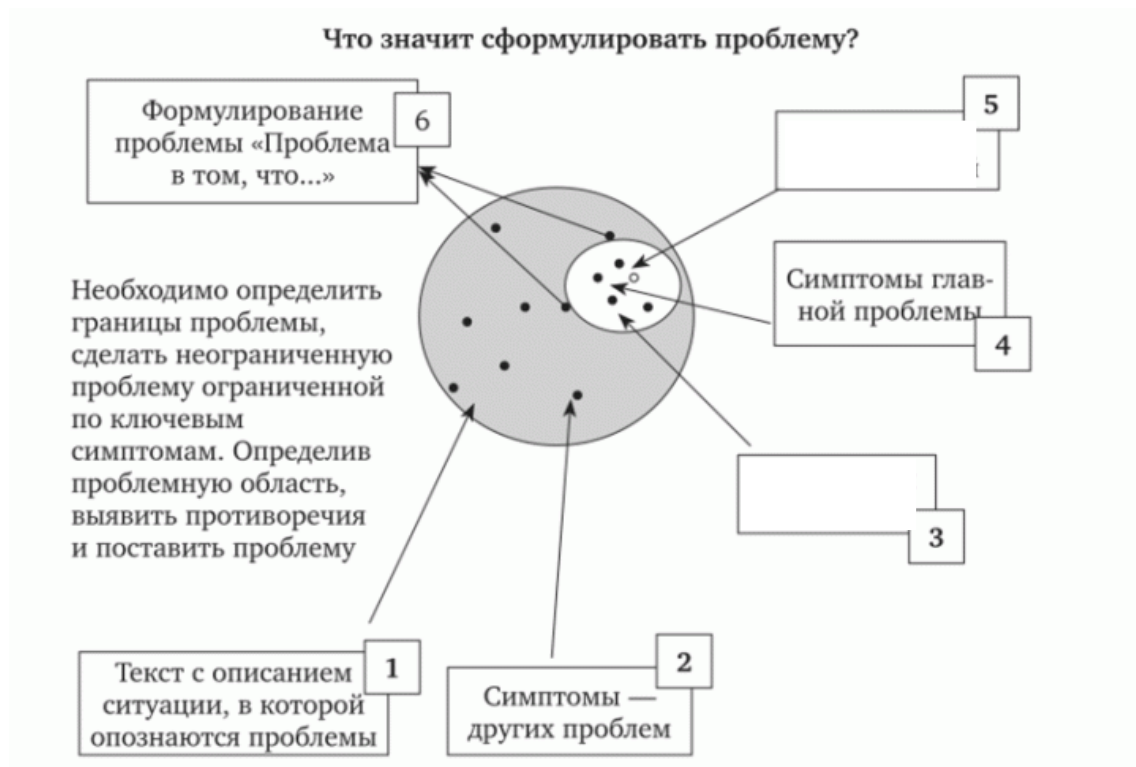 Что значит сформулировать проблему?
Формулирование
проблемы «Проблема
в том, что...»
6
5
Симптомы глав-
ной проблемы
4
Необходимо определить
границы проблемы,
сделать неограниченную
проблему ограниченной
по ключевым
симптомам. Определив
проблемную область,
выявить противоречия
и поставить проблему
3
Текст с описанием
ситуации, в которой
опознаются проблемы
1
Симптомы —
других проблем
2